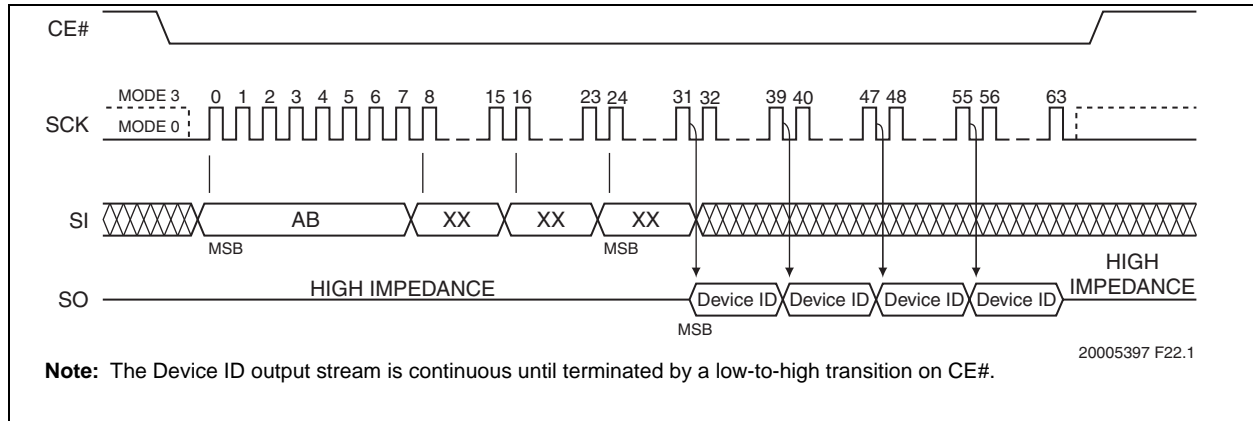 CE#
MODE 3
0 1 2 3 4 5 6 7 8 15 16 23 24 31 32 39 40 47 48 55 56 63
SCK
MODE 0
SI
AB
XX
XX
XX
MSB
MSB
HIGH
IMPEDANCE
SO
HIGH IMPEDANCE
Device ID
Device ID
Device ID
Device ID
MSB
20005397 F22.1
Note: The Device ID output stream is continuous until terminated by a low-to-high transition on CE#.